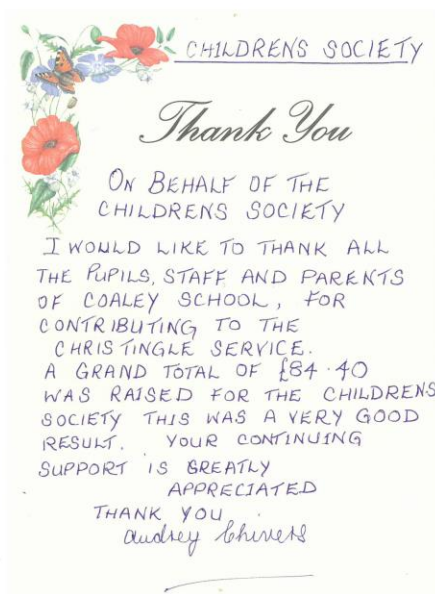 CHILDRENS SOCIETY
Thank You
ON BEHALF OF THE
CHILDRENS SOCIETY
I WOULD LIKE TO THANK ALL
THE PUPILS, STAFF AND PARENTS
OF COALEY SCHOOL, FOR
CONTRIBUTING TO THE
CHRISTINGLE SERVICE.
A GRAND TOTAL OF £84.40
WAS RAISED FOR THE CHILDRENS
SOCIETY THIS WAS A VERY GOOD
RESULT. YOUR CONTINUING
SUPPORT IS GREATLY
APPRECIATED
THANK YOU.
Audrey Chivers